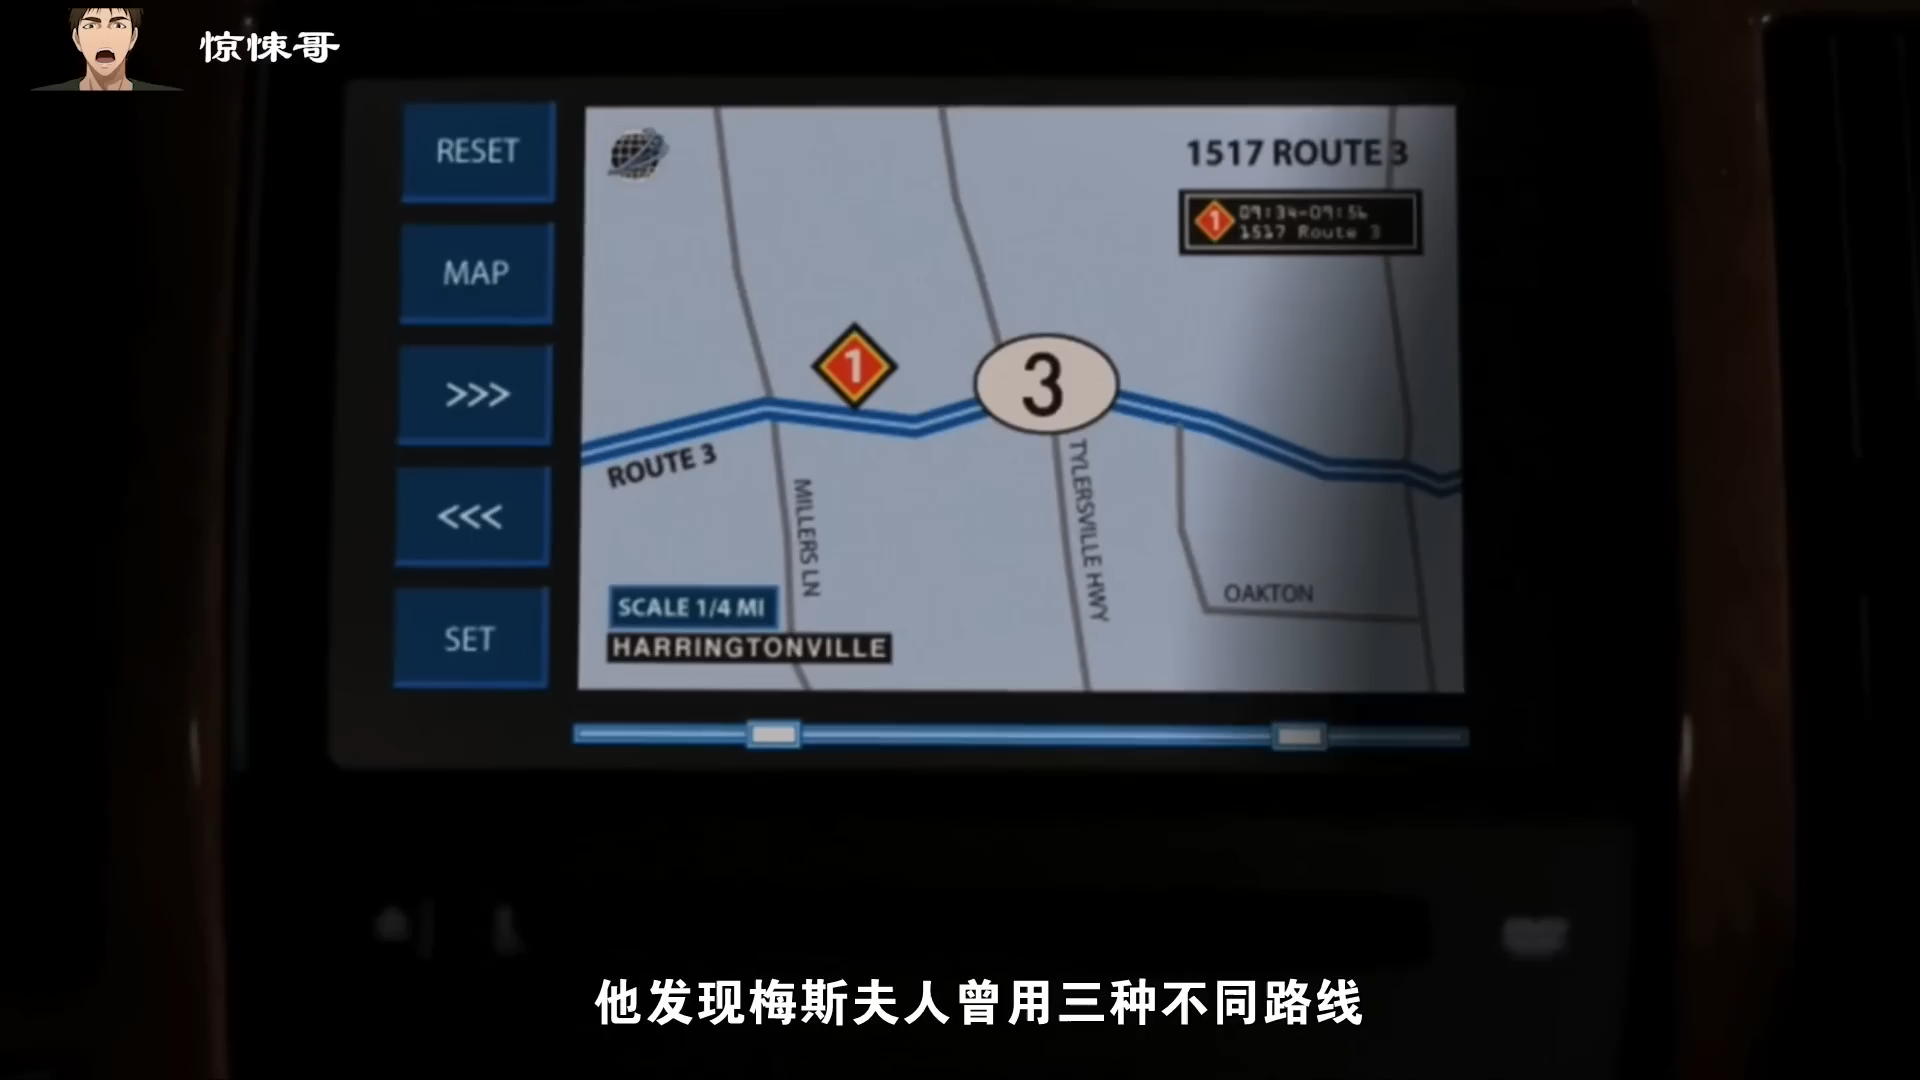 惊悚哥
RESET
MAP
>>>
<<<
SET
1517 ROUTE 3
1
09:34-09:56
1517 Route 3
1
3
ROUTE 3
MILLERS LN
TYLERSVILLE HWY
OAKTON
SCALE 1/4 MI
HARRINGTONVILLE
他发现梅斯夫人曾用三种不同路线